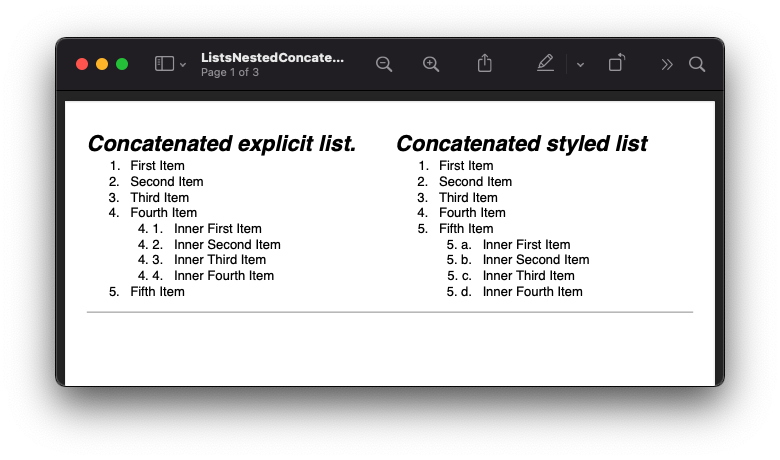 ListsNestedConcate...
Page 1 of 3
Concatenated explicit list.
1. First Item
2. Second Item
3. Third Item
4. Fourth Item
4. 1. Inner First Item
4. 2. Inner Second Item
4. 3. Inner Third Item
4. 4. Inner Fourth Item
5. Fifth Item
Concatenated styled list
1. First Item
2. Second Item
3. Third Item
4. Fourth Item
5. Fifth Item
5. a. Inner First Item
5. b. Inner Second Item
5. c. Inner Third Item
5. d. Inner Fourth Item